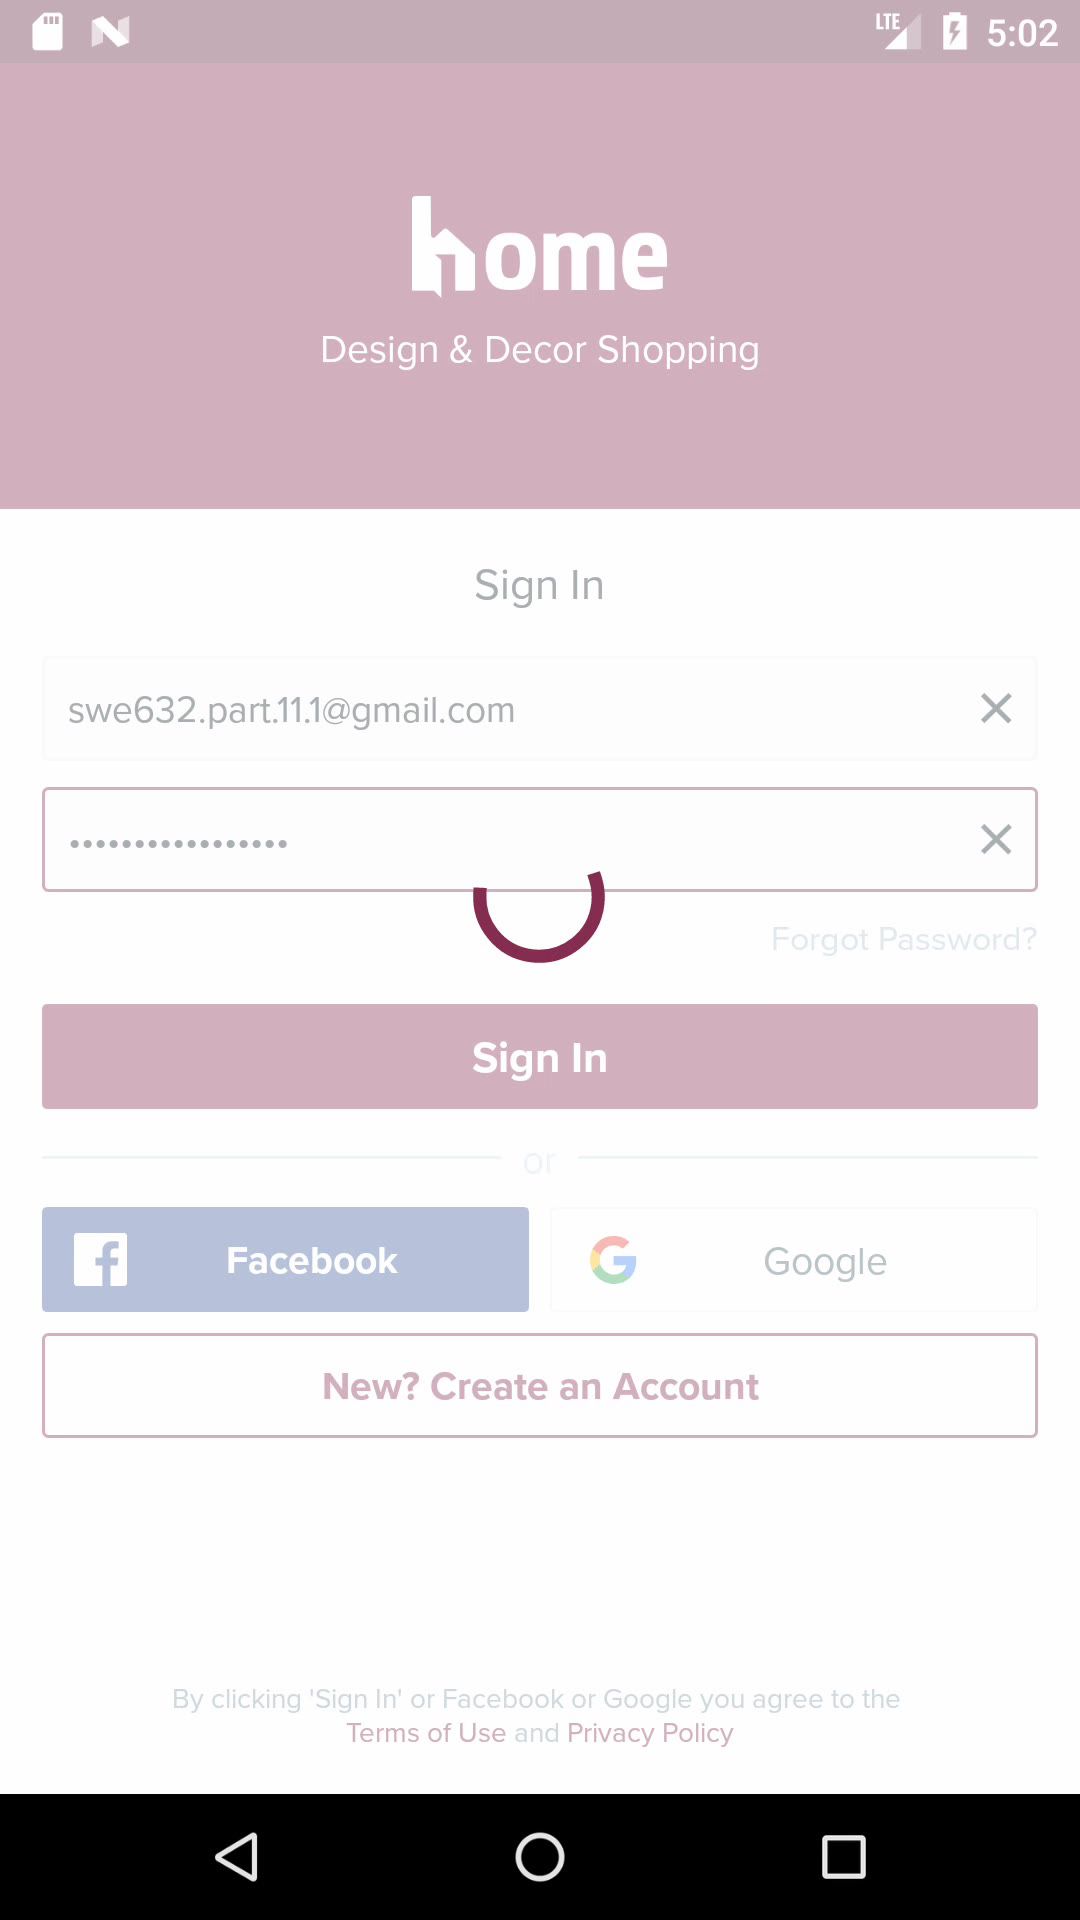 LTE 5:02
home
Design & Decor Shopping
Sign In
swe632.part.11.1@gmail.com
•••••••••••••••••
Forgot Password?
Sign In
or
Facebook
Google
New? Create an Account
By clicking 'Sign In' or Facebook or Google you agree to the
Terms of Use and Privacy Policy